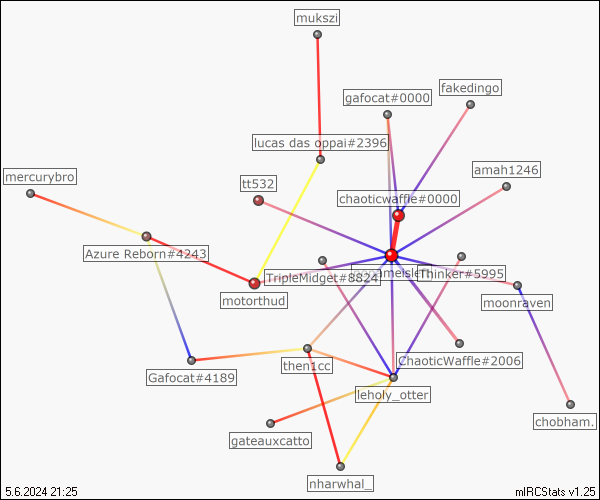 mukszi
fakedingo
gafocat#0000
lucas das oppai#2396
amah1246
mercurybro
tt532
chaoticwaffle#0000
Azure Reborn#4243
TripleMidget#8824
Thinker#5995
motorthud
moonraven
ChaoticWaffle#2006
then1cc
Gafocat#4189
leholy_otter
chobham.
gateauxcatto
nharwhal_
5.6.2024 21:25
mIRCStats v1.25